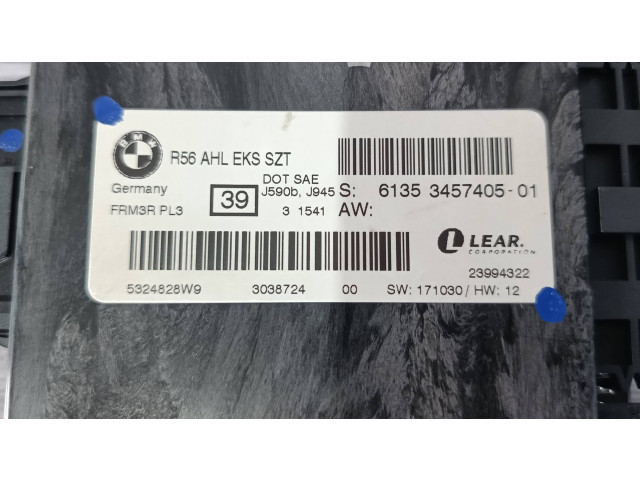 BMW
R56 AHL EKS SZT
DOT SAE
Germany 39 J590b, J945 S: 6135 3457405-01
FRM3R PL3 3 1541 AW:
LEAR.
CORPORATION
23994322
5324828W9 3038724 00 SW: 171030 / HW: 12